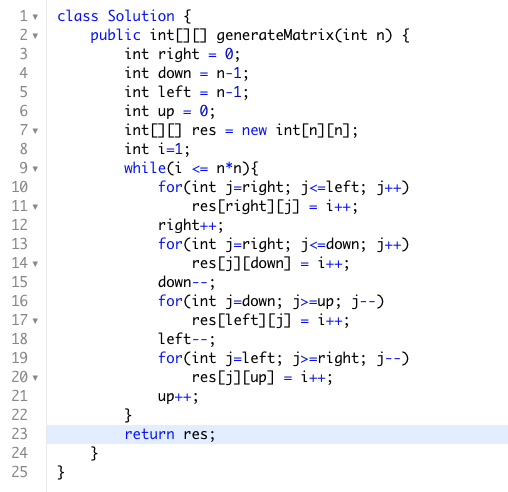 1 class Solution {
2     public int[][] generateMatrix(int n) {
3         int right = 0;
4         int down = n-1;
5         int left = n-1;
6         int up = 0;
7         int[][] res = new int[n][n];
8         int i=1;
9         while(i <= n*n){
10             for(int j=right; j<=left; j++)
11                 res[right][j] = i++;
12             right++;
13             for(int j=right; j<=down; j++)
14                 res[j][down] = i++;
15             down--;
16             for(int j=down; j>=up; j--)
17                 res[left][j] = i++;
18             left--;
19             for(int j=left; j>=right; j--)
20                 res[j][up] = i++;
21             up++;
22         }
23         return res;
24     }
25 }